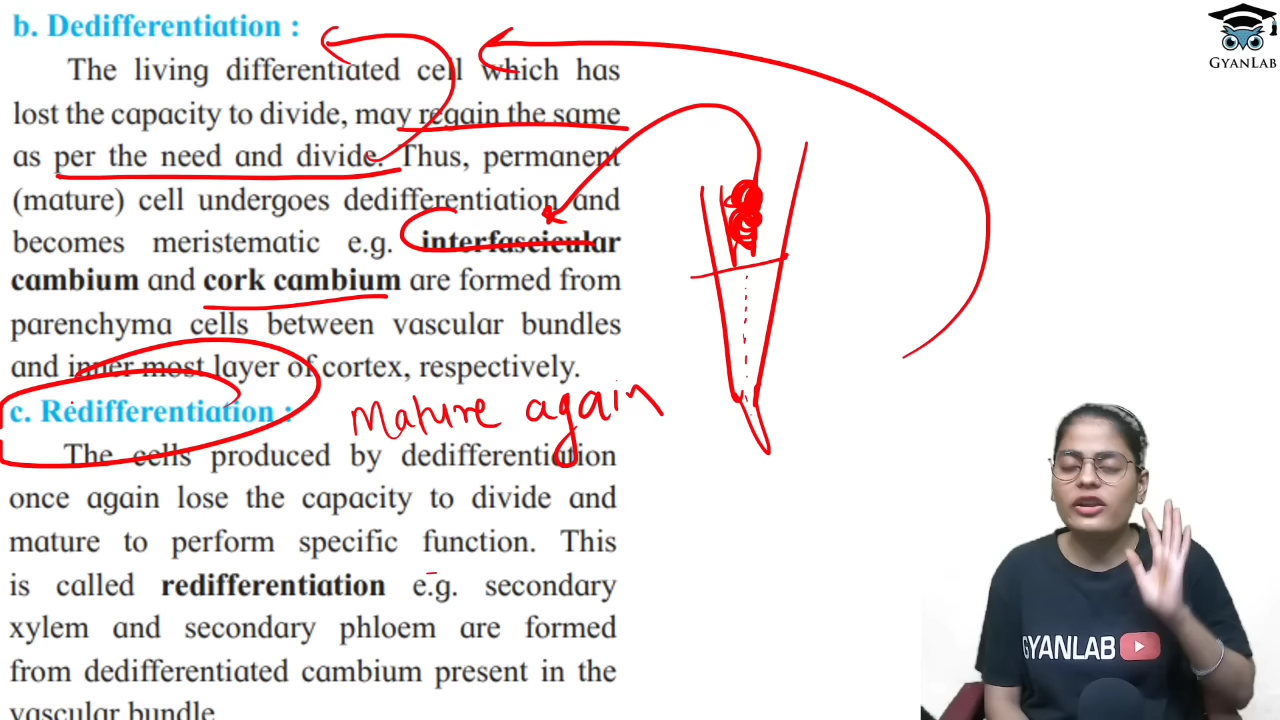 b. Dedifferentiation :
The living differentiated cell which has
lost the capacity to divide, may regain the same
as per the need and divide. Thus, permanent
(mature) cell undergoes dedifferentiation and
becomes meristematic e.g. interfascicular
cambium and cork cambium are formed from
parenchyma cells between vascular bundles
and inner most layer of cortex, respectively.
c. Redifferentiation :
Mature again
The cells produced by dedifferentiation
once again lose the capacity to divide and
mature to perform specific function. This
is called redifferentiation e.g. secondary
xylem and secondary phloem are formed
from dedifferentiated cambium present in the
vascular bundle.
GYANLAB
GYANLAB